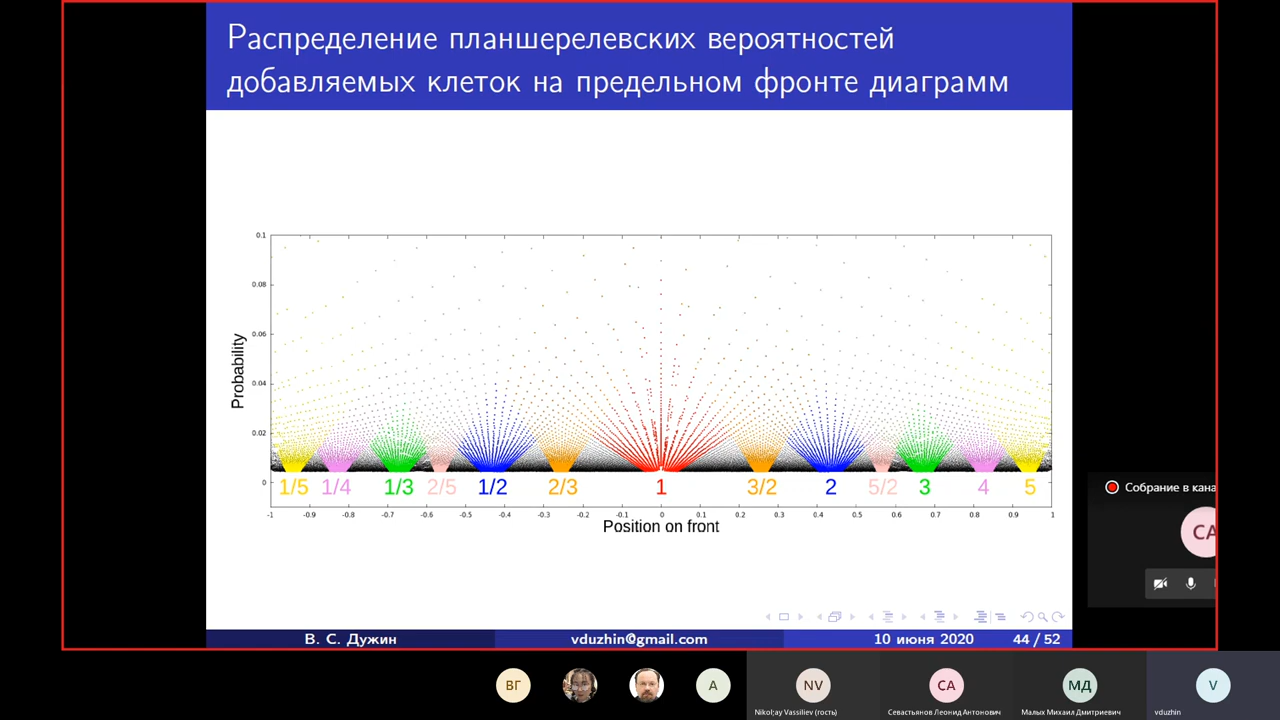 Распределение планшерелевских вероятностей
добавляемых клеток на предельном фронте диаграмм
0.1
0.08
0.06
0.04
0.02
0
Probability
1/5 1/4 1/3 2/5 1/2 2/3 1 3/2 2 5/2 3 4 5
-1 -0.9 -0.8 -0.7 -0.6 -0.5 -0.4 -0.3 -0.2 -0.1 0 0.1 0.2 0.3 0.4 0.5 0.6 0.7 0.8 0.9 1
Position on front
Собрание в кана
СА
В. С. Дужин vduzhin@gmail.com 10 июня 2020 44 / 52
ВГ А NV СА МД V
Nikol;ay Vassiliev (гость) Севастьянов Леонид Антонович Малых Михаил Дмитриевич vduzhin